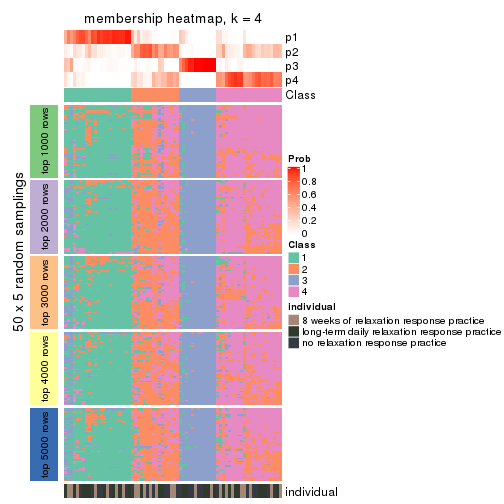 membership heatmap, k = 4
p1
p2
p3
p4
Class
50 x 5 random samplings
top 1000 rows
top 2000 rows
top 3000 rows
top 4000 rows
top 5000 rows
individual
Prob
1
0.8
0.6
0.4
0.2
0
Class
1
2
3
4
individual
8 weeks of relaxation response practice
long-term daily relaxation response practice
no relaxation response practice